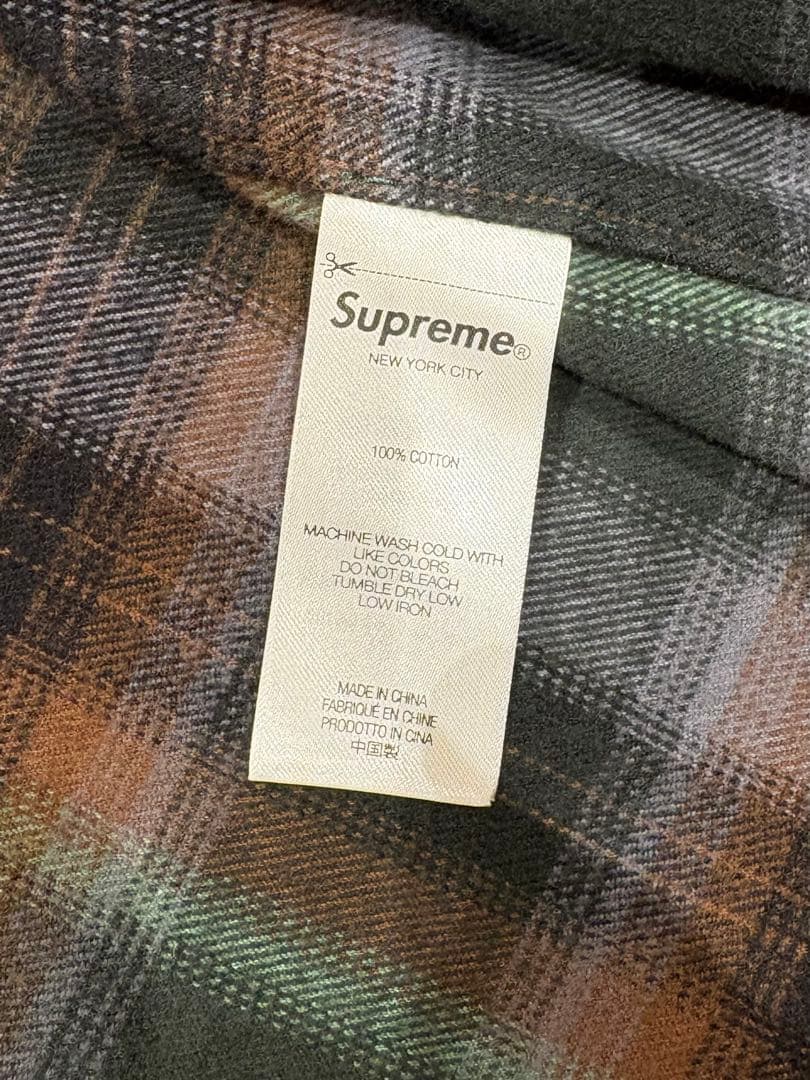 Supreme®
NEW YORK CITY
100% COTTON
MACHINE WASH COLD WITH
LIKE COLORS
DO NOT BLEACH
TUMBLE DRY LOW
LOW IRON
MADE IN CHINA
FABRIQUÉ EN CHINE
PRODOTTO IN CINA
中国製